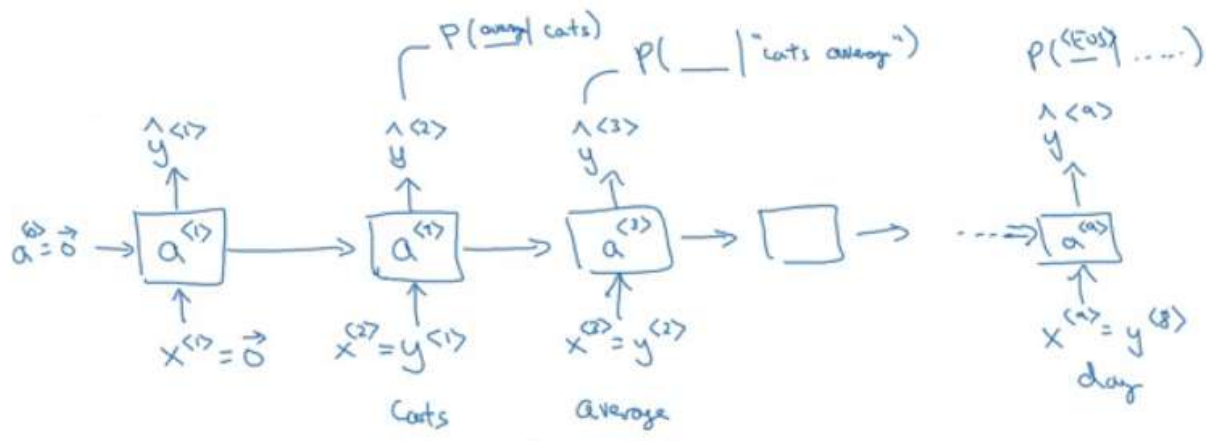 P(average | cats)
P( ___ | "cats average")
P(<EOS> | .....)
ŷ<1>
ŷ<2>
ŷ<3>
ŷ<9>
a<0> = 0⃗
a<1>
a<2>
a<3>
.....
a<9>
x<1> = 0⃗
x<2> = y<1>
x<3> = y<2>
x<9> = y<8>
Cats
average
day